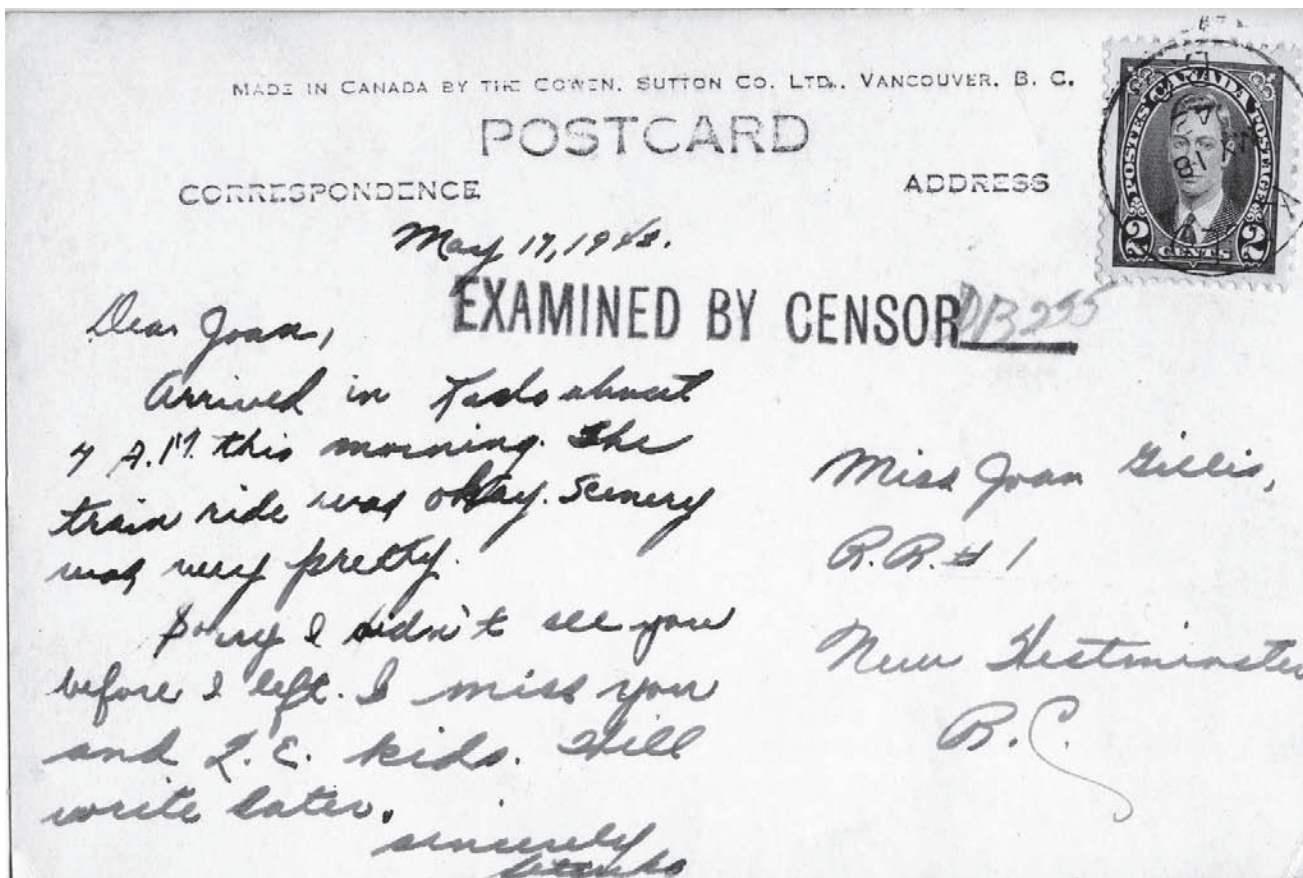 MADE IN CANADA BY THE COWEN, SUTTON CO. LTD., VANCOUVER, B. C.
POSTCARD
CORRESPONDENCE
ADDRESS
May 17, 1942.
EXAMINED BY CENSOR DB255
Dear Joan,
Arrived in Kaslo about
7 A.M. this morning. The
train ride was okay. Scenery
was very pretty.
Sorry I didn't see you
before I left. I miss you
and Q.E. kids. Will
write later.
sincerely
Miss Joan Gillis,
R.R. #1
New Westminster
B.C.
POSTES CANADA POSTAGE
2 CENTS 2